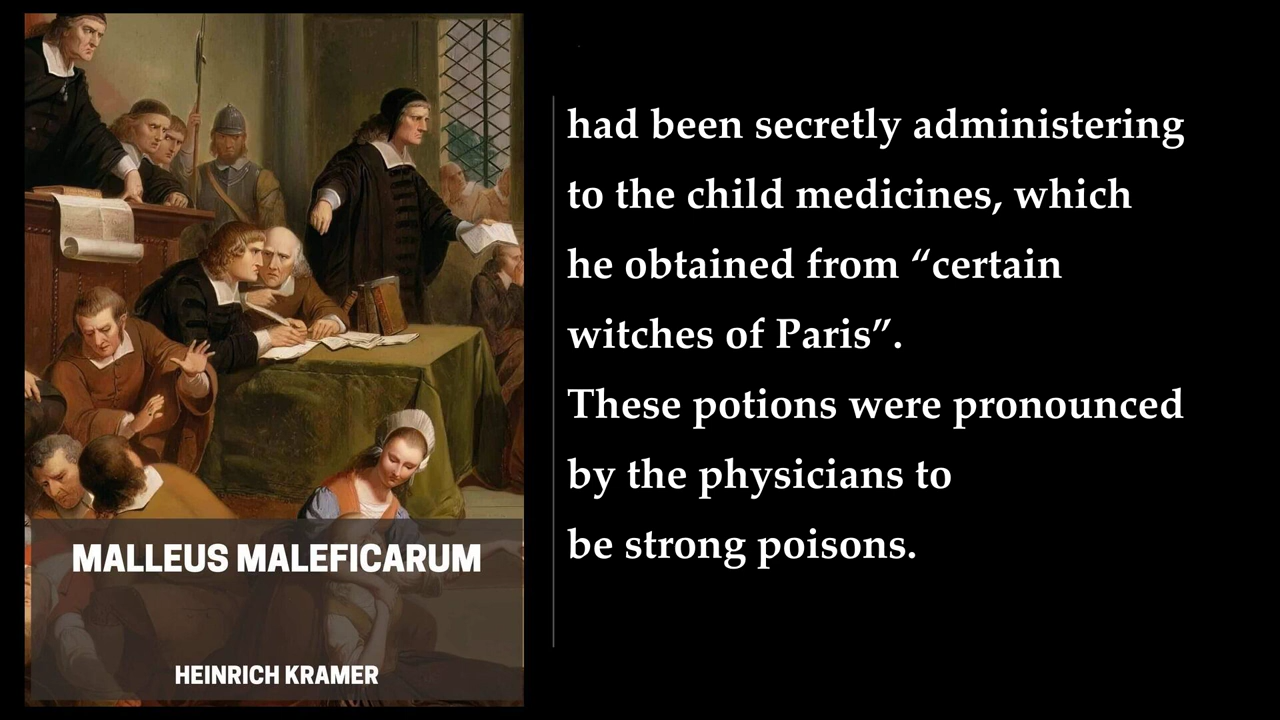 MALLEUS MALEFICARUM
HEINRICH KRAMER
had been secretly administering
to the child medicines, which
he obtained from “certain
witches of Paris”.
These potions were pronounced
by the physicians to
be strong poisons.